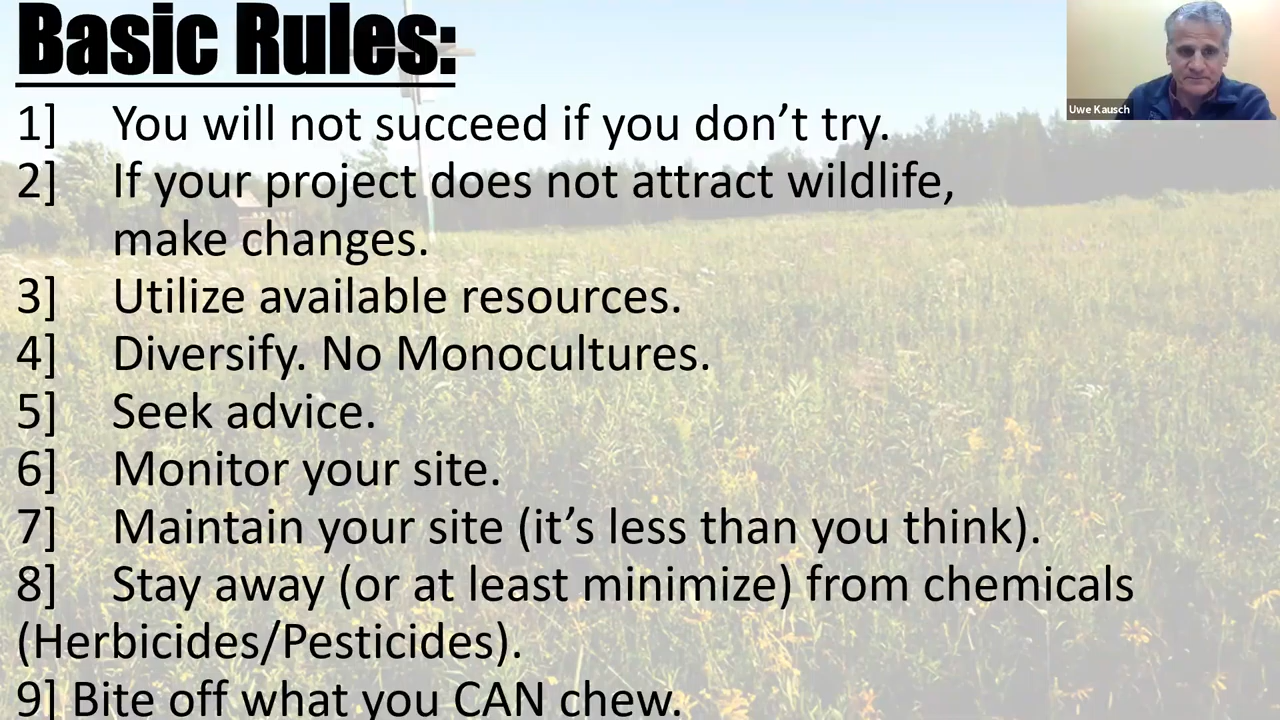 Basic Rules:
Uwe Kausch
1] You will not succeed if you don’t try.
2] If your project does not attract wildlife,
make changes.
3] Utilize available resources.
4] Diversify. No Monocultures.
5] Seek advice.
6] Monitor your site.
7] Maintain your site (it’s less than you think).
8] Stay away (or at least minimize) from chemicals
(Herbicides/Pesticides).
9] Bite off what you CAN chew.